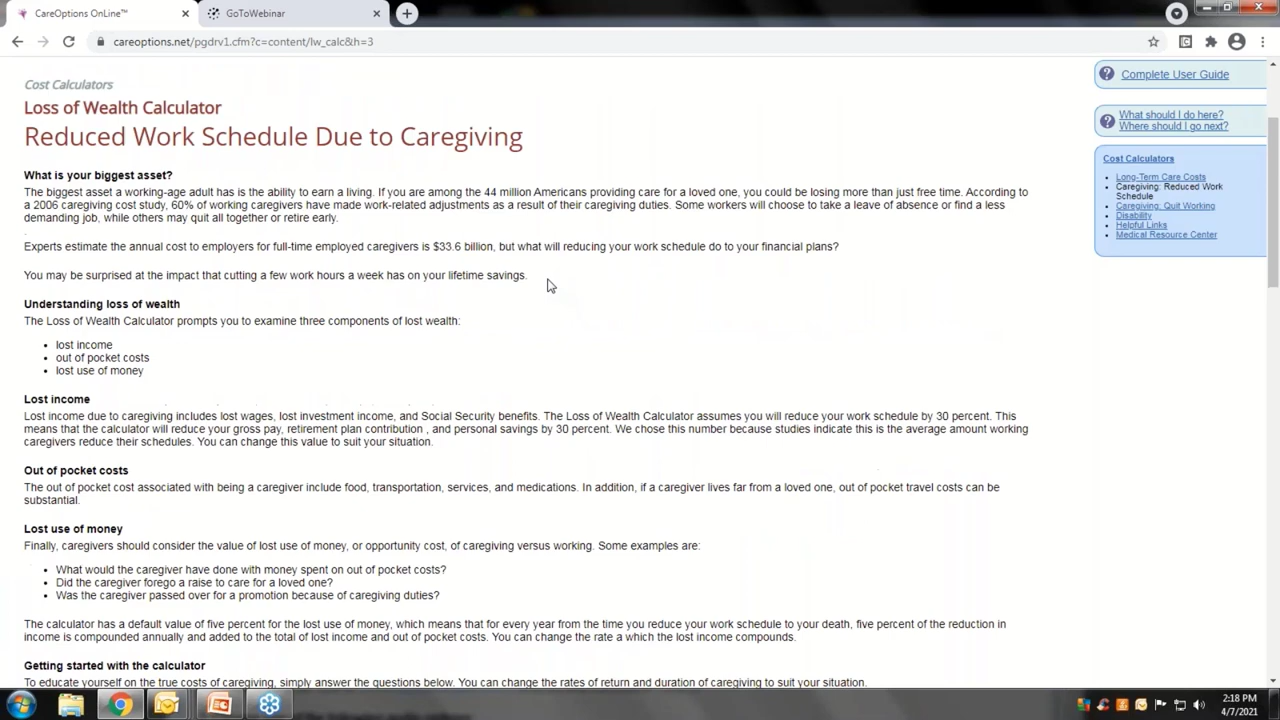 CareOptions OnLine™
GoToWebinar
careoptions.net/pgdrv1.cfm?c=content/lw_calc&h=3
Complete User Guide
What should I do here?
Where should I go next?
Cost Calculators
Long-Term Care Costs
Caregiving: Reduced Work
Schedule
Caregiving: Quit Working
Disability
Helpful Links
Medical Resource Center
Cost Calculators
Loss of Wealth Calculator
Reduced Work Schedule Due to Caregiving
What is your biggest asset?
The biggest asset a working-age adult has is the ability to earn a living. If you are among the 44 million Americans providing care for a loved one, you could be losing more than just free time. According to
a 2006 caregiving cost study, 60% of working caregivers have made work-related adjustments as a result of their caregiving duties. Some workers will choose to take a leave of absence or find a less
demanding job, while others may quit all together or retire early.
Experts estimate the annual cost to employers for full-time employed caregivers is $33.6 billion, but what will reducing your work schedule do to your financial plans?
You may be surprised at the impact that cutting a few work hours a week has on your lifetime savings.
Understanding loss of wealth
The Loss of Wealth Calculator prompts you to examine three components of lost wealth:
• lost income
• out of pocket costs
• lost use of money
Lost income
Lost income due to caregiving includes lost wages, lost investment income, and Social Security benefits. The Loss of Wealth Calculator assumes you will reduce your work schedule by 30 percent. This
means that the calculator will reduce your gross pay, retirement plan contribution , and personal savings by 30 percent. We chose this number because studies indicate this is the average amount working
caregivers reduce their schedules. You can change this value to suit your situation.
Out of pocket costs
The out of pocket cost associated with being a caregiver include food, transportation, services, and medications. In addition, if a caregiver lives far from a loved one, out of pocket travel costs can be
substantial.
Lost use of money
Finally, caregivers should consider the value of lost use of money, or opportunity cost, of caregiving versus working. Some examples are:
• What would the caregiver have done with money spent on out of pocket costs?
• Did the caregiver forego a raise to care for a loved one?
• Was the caregiver passed over for a promotion because of caregiving duties?
The calculator has a default value of five percent for the lost use of money, which means that for every year from the time you reduce your work schedule to your death, five percent of the reduction in
income is compounded annually and added to the total of lost income and out of pocket costs. You can change the rate a which the lost income compounds.
Getting started with the calculator
To educate yourself on the true costs of caregiving, simply answer the questions below. You can change the rates of return and duration of caregiving to suit your situation.
2:18 PM
4/7/2021